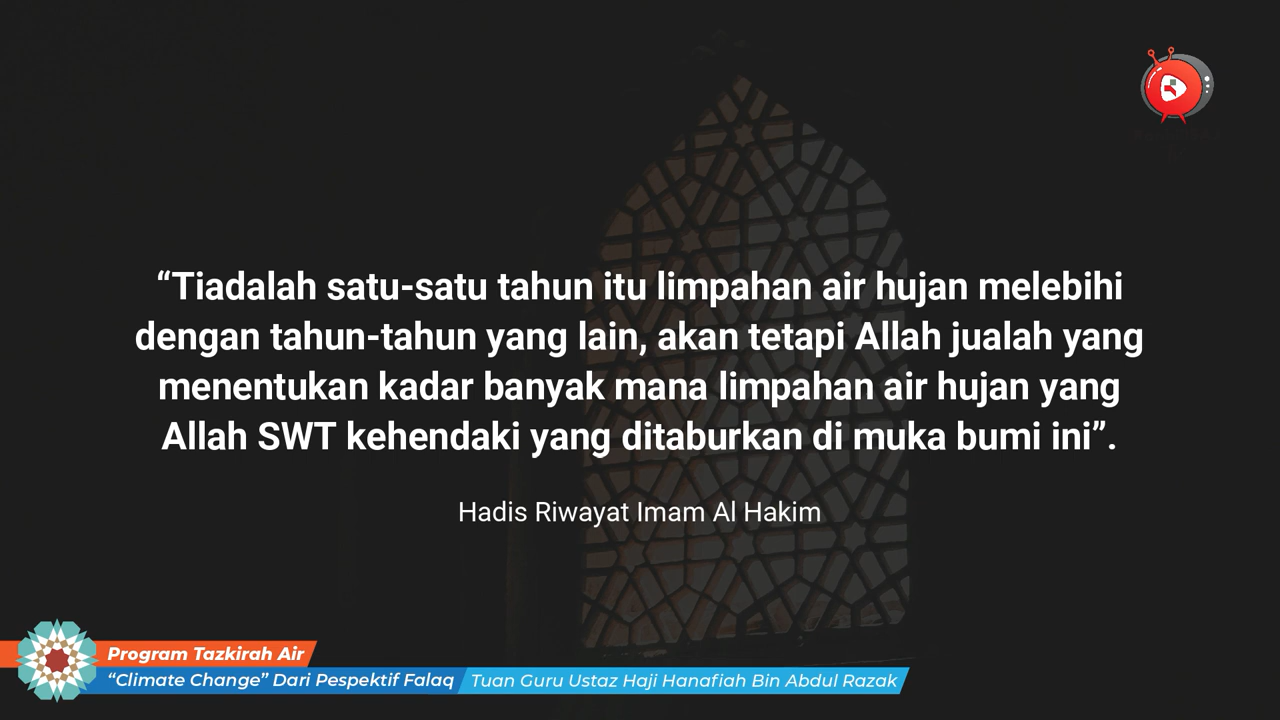 “Tiadalah satu-satu tahun itu limpahan air hujan melebihi
dengan tahun-tahun yang lain, akan tetapi Allah jualah yang
menentukan kadar banyak mana limpahan air hujan yang
Allah SWT kehendaki yang ditaburkan di muka bumi ini”.
Hadis Riwayat Imam Al Hakim
Program Tazkirah Air
“Climate Change” Dari Pespektif Falaq
Tuan Guru Ustaz Haji Hanafiah Bin Abdul Razak